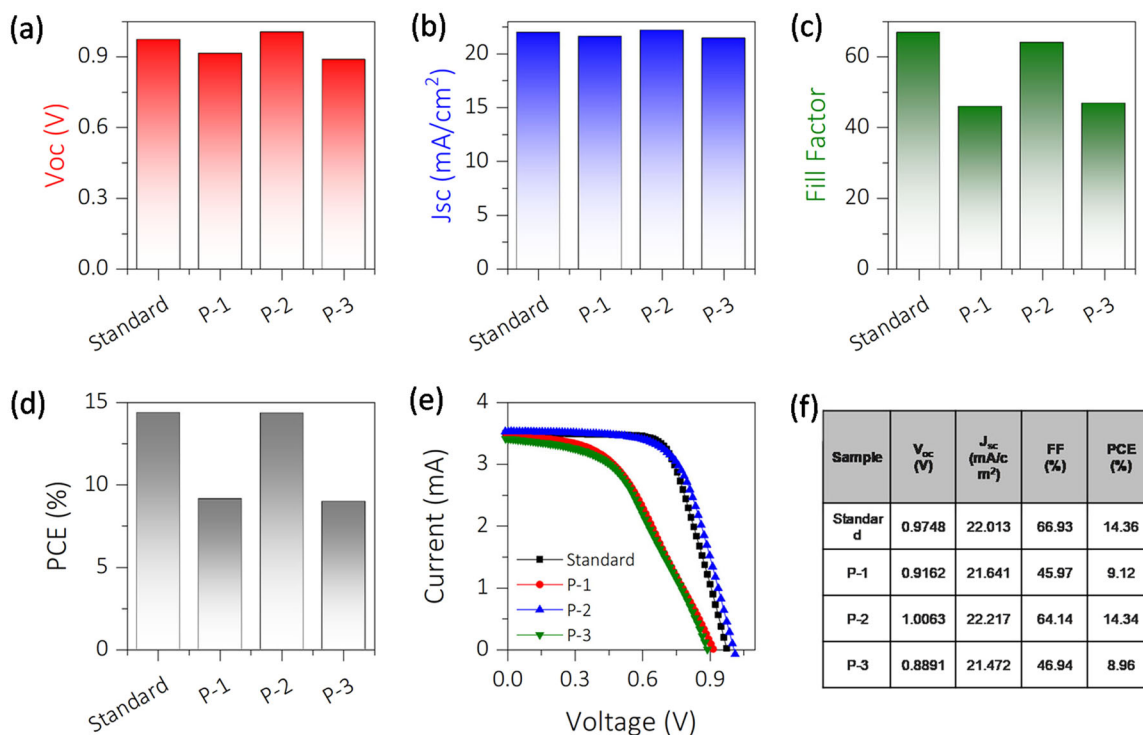 (a)
0.9
0.6
0.3
0.0
Voc (V)
Standard
P-1
P-2
P-3
(b)
20
15
10
5
0
Jsc (mA/cm²)
Standard
P-1
P-2
P-3
(c)
60
40
20
0
Fill Factor
Standard
P-1
P-2
P-3
(d)
15
10
5
0
PCE (%)
Standard
P-1
P-2
P-3
(e)
4
3
2
1
0
Current (mA)
Standard
P-1
P-2
P-3
0.0 0.3 0.6 0.9
Voltage (V)
(f)
Sample
Voc
(V)
Jsc
(mA/c
m²)
FF
(%)
PCE
(%)
Standar
d
0.9748 22.013 66.93 14.36
P-1 0.9162 21.641 45.97 9.12
P-2 1.0063 22.217 64.14 14.34
P-3 0.8891 21.472 46.94 8.96